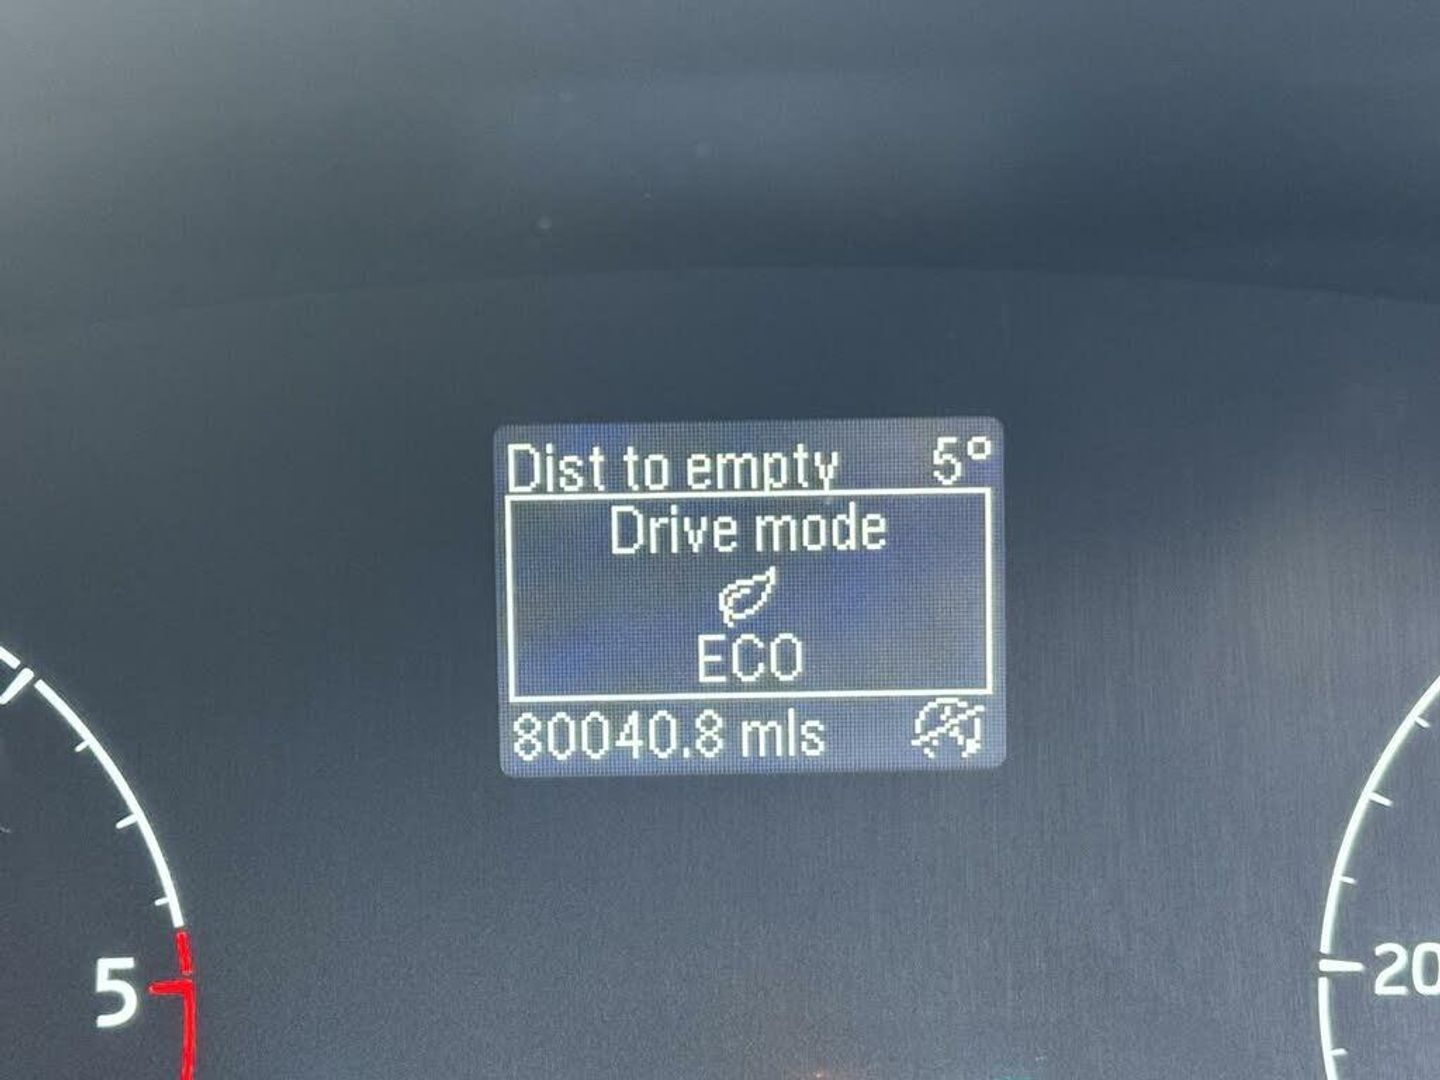 Dist to empty 5°
Drive mode
ECO
80040.8 mls
5
20